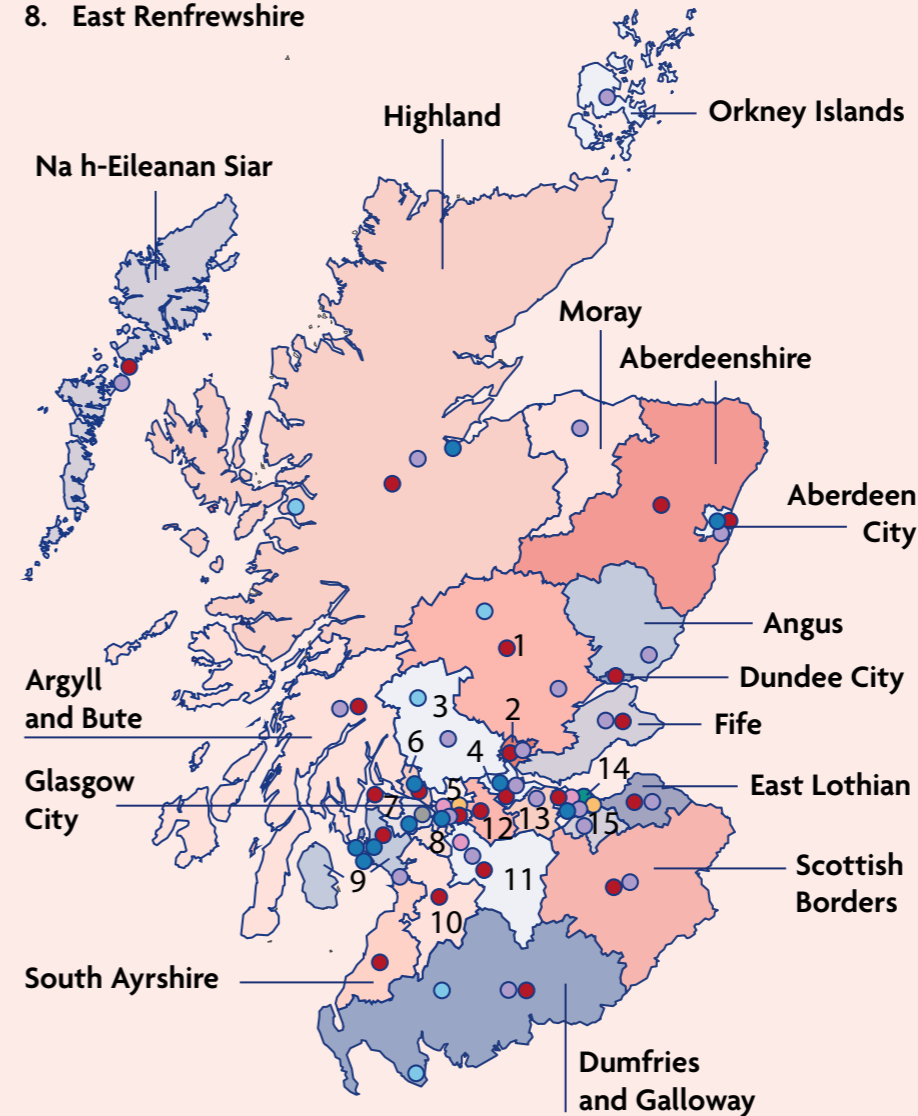 8. East Renfrewshire
Orkney Islands
Highland
Na h-Eileanan Siar
Moray
Aberdeenshire
Aberdeen
City
Angus
1
Dundee City
Argyll
and Bute
3
2
Fife
6
4
14
Glasgow
City
5
East Lothian
7
12
13
15
8
Scottish
Borders
9
11
10
South Ayrshire
Dumfries
and Galloway